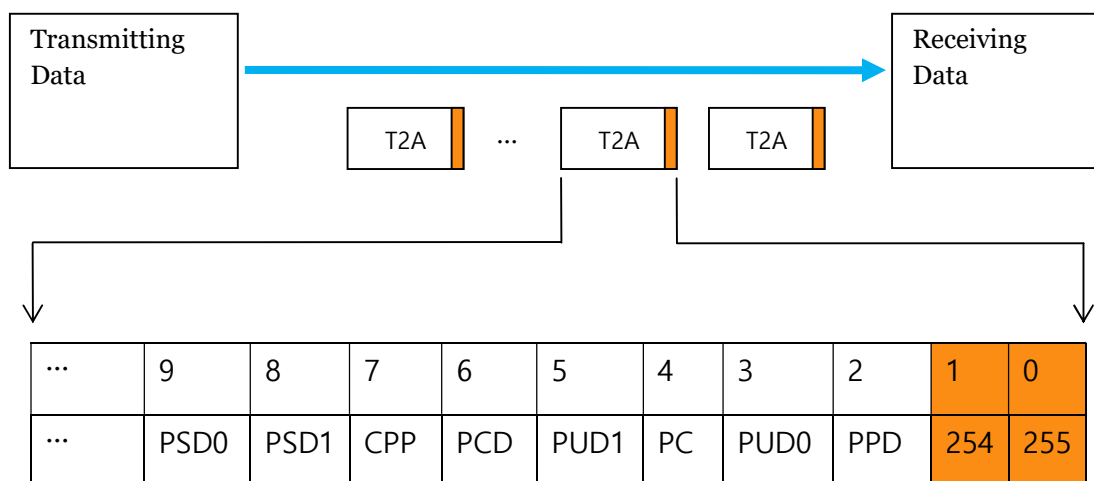 Transmitting
Data
Receiving
Data
T2A
...
T2A
T2A
... 9 8 7 6 5 4 3 2 1 0
... PSD0 PSD1 CPP PCD PUD1 PC PUD0 PPD 254 255